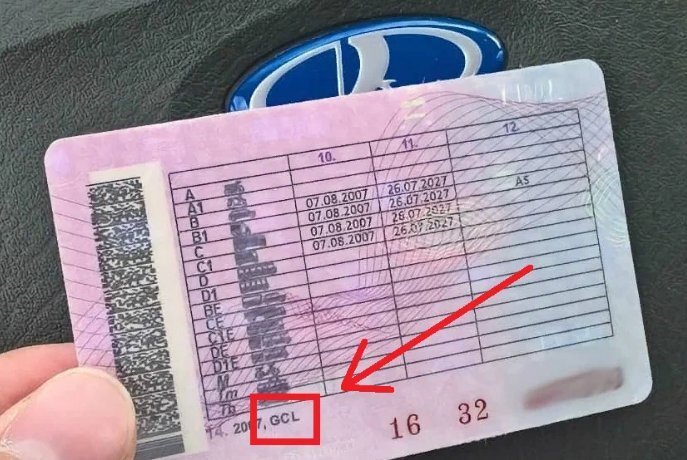 10. 11. 12.
A
A1
B 07.08.2007 26.07.2027
B1 07.08.2007 26.07.2027 AS
C 07.08.2007 26.07.2027
C1 07.08.2007 26.07.2027
D
D1
BE
CE
C1E
DE
D1E
M
Tm
Tb
14. 2007, GCL
16 32